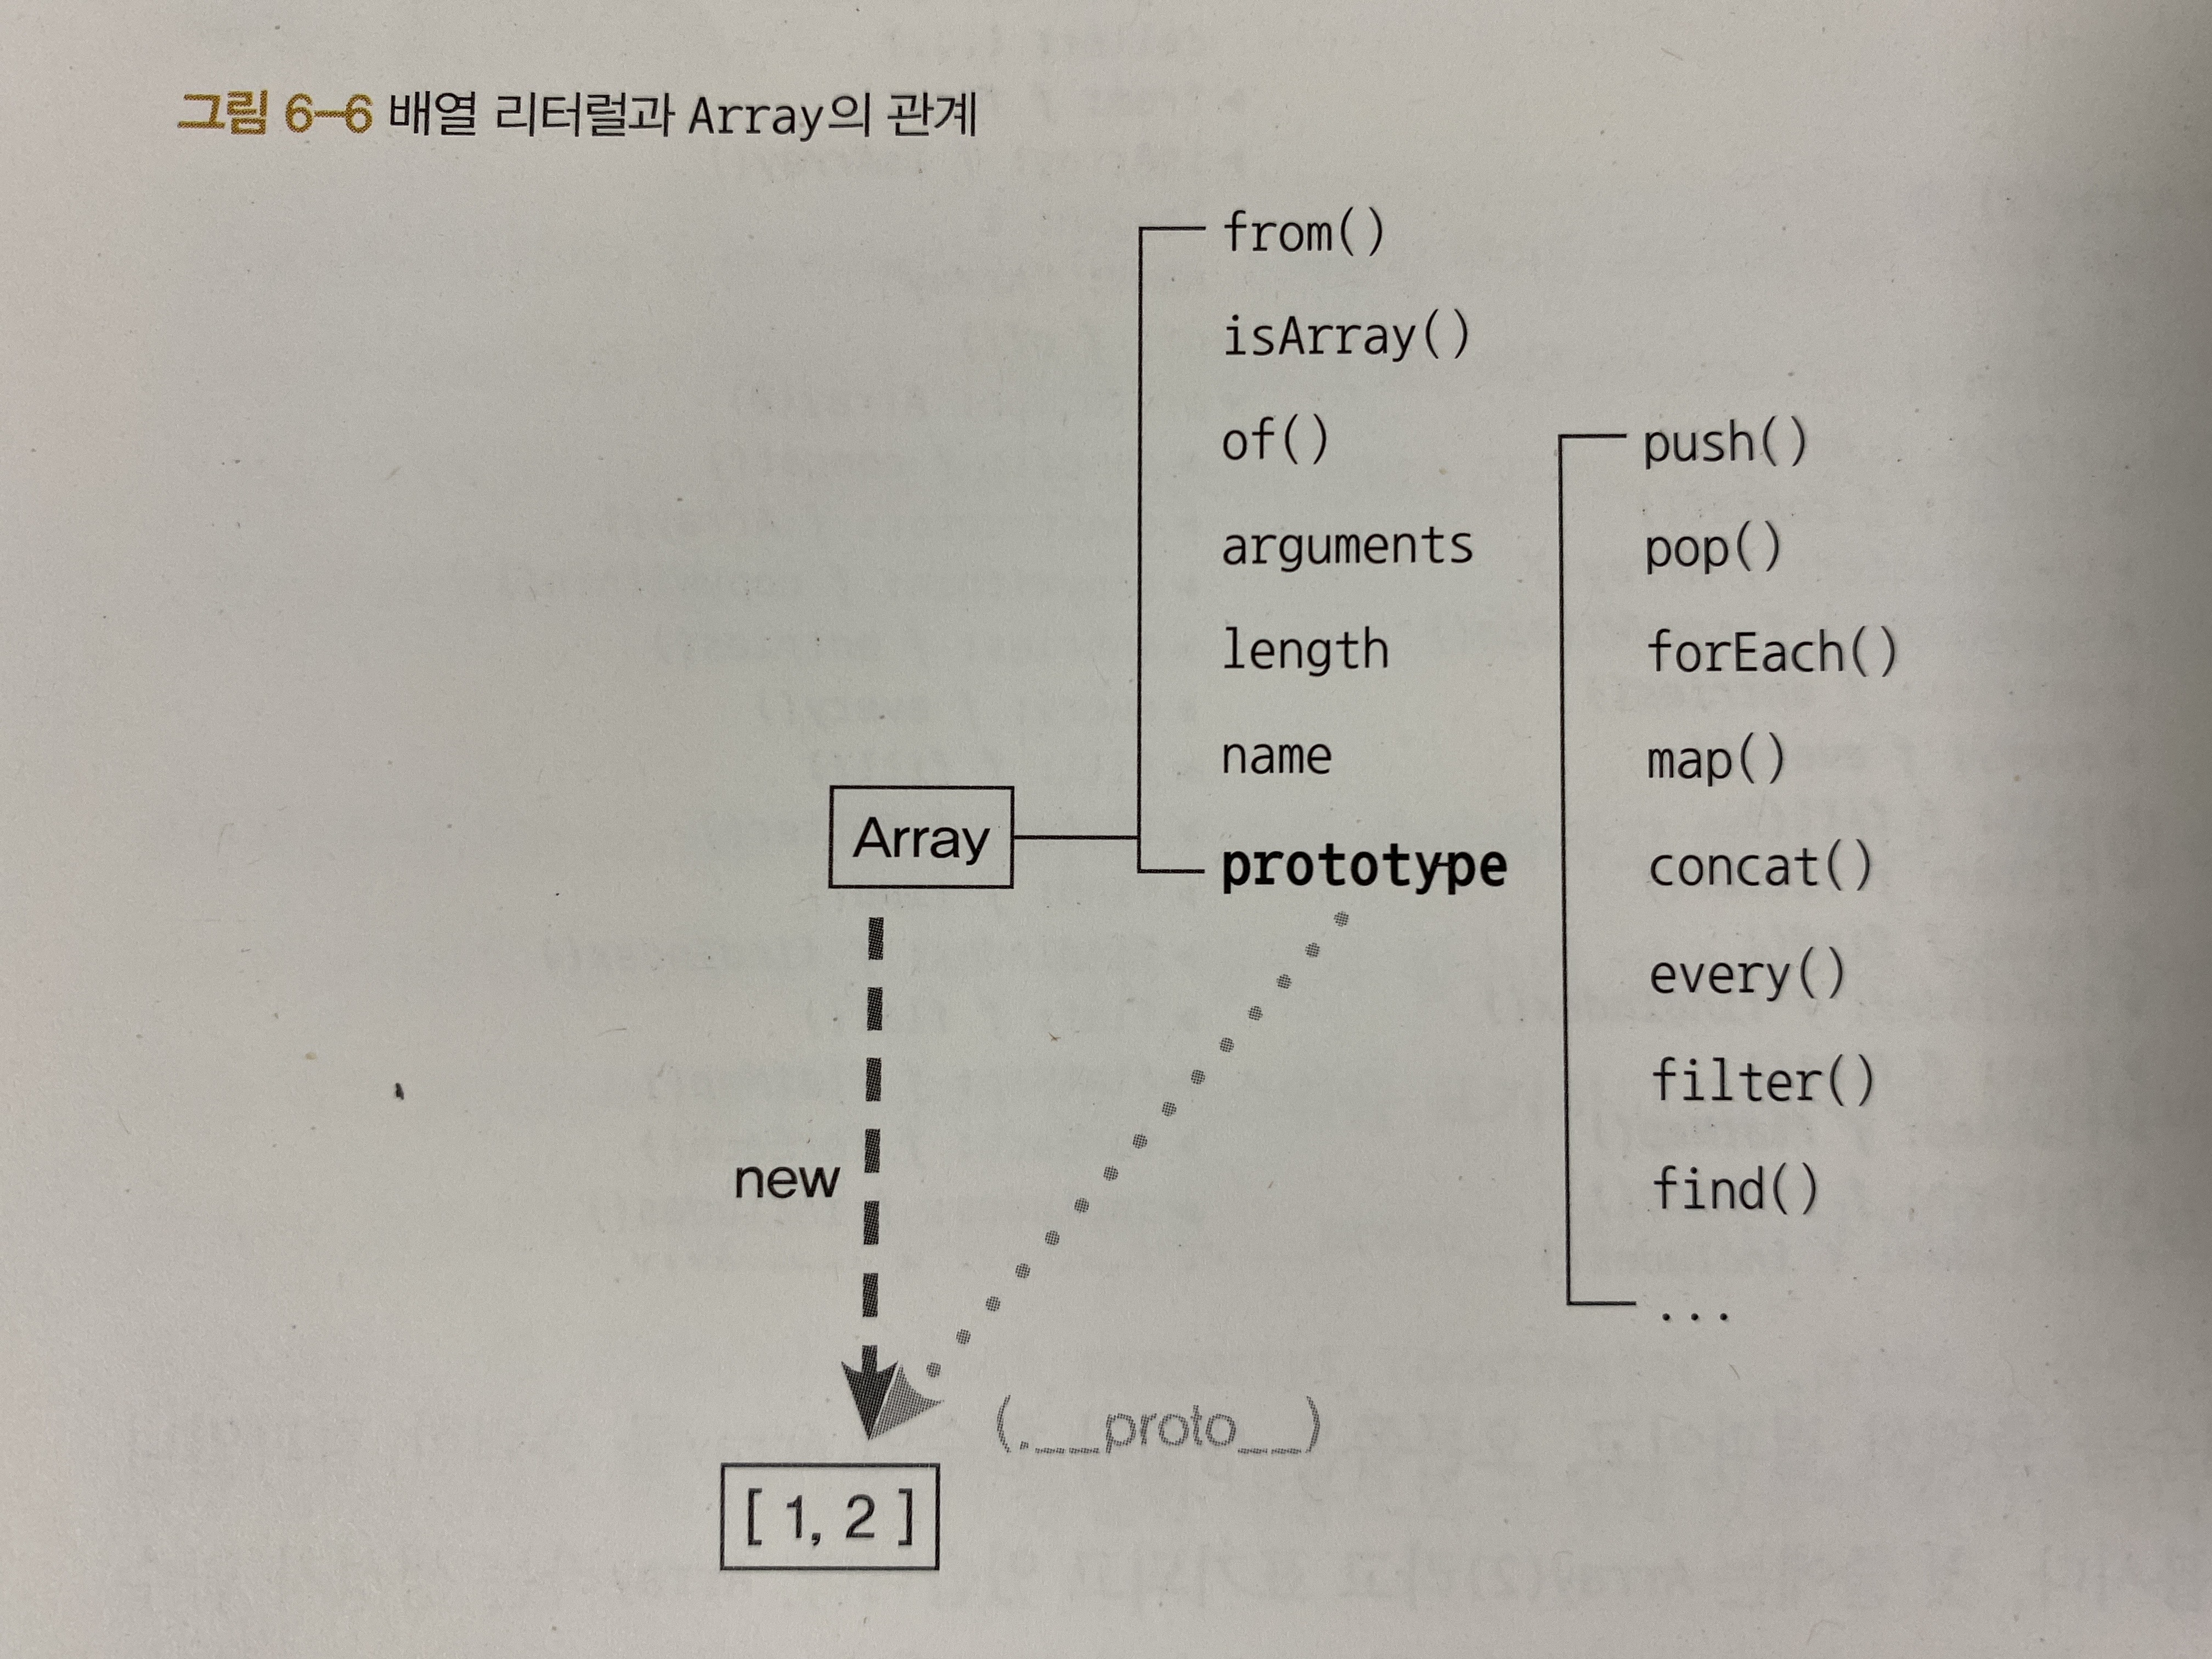 그림 6-6 배열 리터럴과 Array의 관계
from()
isArray()
of()
arguments
length
name
prototype
push()
pop()
forEach()
map()
concat()
every()
filter()
find()
...
Array
new
(.__proto__)
[ 1, 2 ]